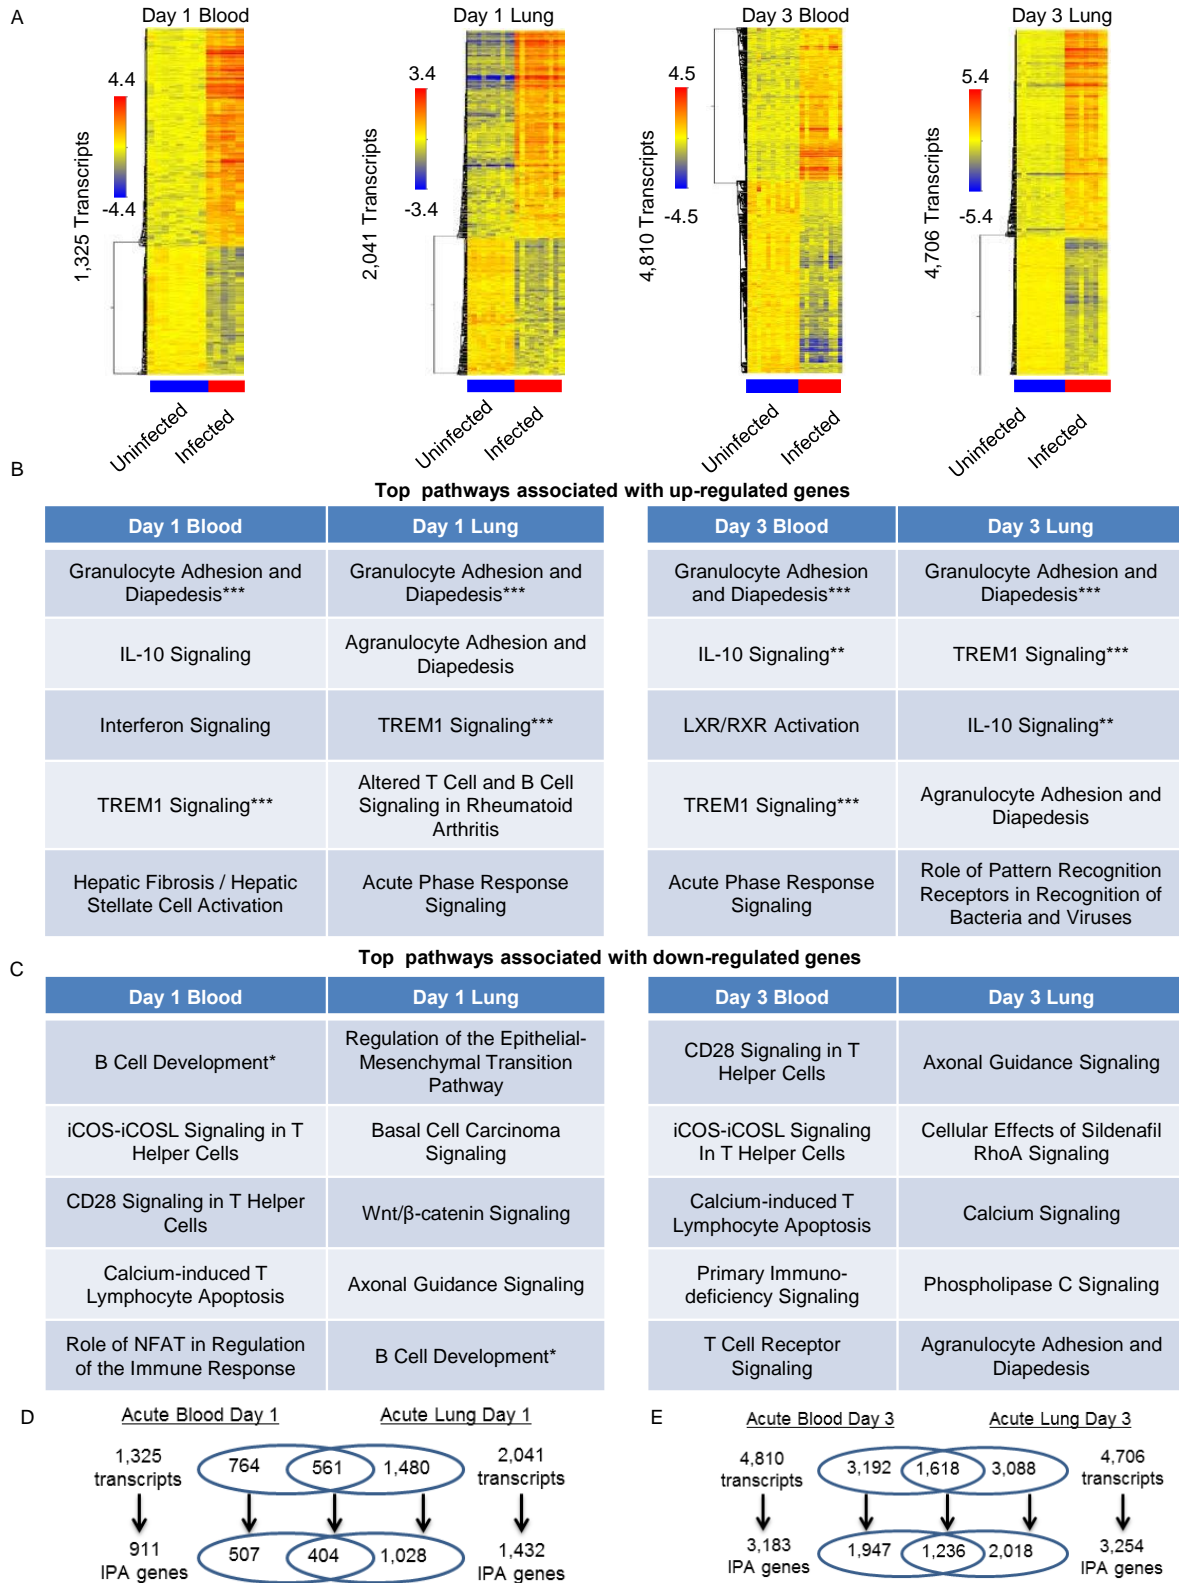 A
Day 1 Blood
Day 1 Lung
Day 3 Blood
Day 3 Lung
4.4
-4.4
1,325 Transcripts
3.4
-3.4
2,041 Transcripts
4.5
-4.5
4,810 Transcripts
5.4
-5.4
4,706 Transcripts
Uninfected
Infected
Uninfected
Infected
Uninfected
Infected
Uninfected
Infected
B
Top pathways associated with up-regulated genes
Day 1 Blood
Day 1 Lung
Day 3 Blood
Day 3 Lung
Granulocyte Adhesion and
Diapedesis***
Granulocyte Adhesion and
Diapedesis***
Granulocyte Adhesion
and Diapedesis***
Granulocyte Adhesion and
Diapedesis***
IL-10 Signaling
Agranulocyte Adhesion and
Diapedesis
IL-10 Signaling**
TREM1 Signaling***
Interferon Signaling
TREM1 Signaling***
LXR/RXR Activation
IL-10 Signaling**
TREM1 Signaling***
Altered T Cell and B Cell
Signaling in Rheumatoid
Arthritis
TREM1 Signaling***
Agranulocyte Adhesion and
Diapedesis
Hepatic Fibrosis / Hepatic
Stellate Cell Activation
Acute Phase Response
Signaling
Acute Phase Response
Signaling
Role of Pattern Recognition
Receptors in Recognition of
Bacteria and Viruses
C
Top pathways associated with down-regulated genes
Day 1 Blood
Day 1 Lung
Day 3 Blood
Day 3 Lung
B Cell Development*
Regulation of the Epithelial-
Mesenchymal Transition
Pathway
CD28 Signaling in T
Helper Cells
Axonal Guidance Signaling
iCOS-iCOSL Signaling in T
Helper Cells
Basal Cell Carcinoma
Signaling
iCOS-iCOSL Signaling
In T Helper Cells
Cellular Effects of Sildenafil
RhoA Signaling
CD28 Signaling in T Helper
Cells
Wnt/β-catenin Signaling
Calcium-induced T
Lymphocyte Apoptosis
Calcium Signaling
Calcium-induced T
Lymphocyte Apoptosis
Axonal Guidance Signaling
Primary Immuno-
deficiency Signaling
Phospholipase C Signaling
Role of NFAT in Regulation
of the Immune Response
B Cell Development*
T Cell Receptor
Signaling
Agranulocyte Adhesion and
Diapedesis
D
Acute Blood Day 1
Acute Lung Day 1
1,325
transcripts
764
561
1,480
2,041
transcripts
911
IPA genes
507
404
1,028
1,432
IPA genes
E
Acute Blood Day 3
Acute Lung Day 3
4,810
transcripts
3,192
1,618
3,088
4,706
transcripts
3,183
IPA genes
1,947
1,236
2,018
3,254
IPA genes